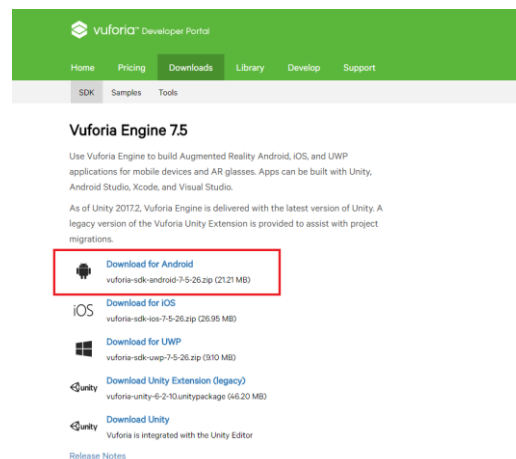 vuforia™ Developer Portal
Home Pricing Downloads Library Develop Support
SDK Samples Tools
Vuforia Engine 7.5
Use Vuforia Engine to build Augmented Reality Android, iOS, and UWP
applications for mobile devices and AR glasses. Apps can be built with Unity,
Android Studio, Xcode, and Visual Studio.
As of Unity 2017.2, Vuforia Engine is delivered with the latest version of Unity. A
legacy version of the Vuforia Unity Extension is provided to assist with project
migrations.
Download for Android
vuforia-sdk-android-7-5-26.zip (21.21 MB)
iOS
Download for iOS
vuforia-sdk-ios-7-5-26.zip (26.95 MB)
Download for UWP
vuforia-sdk-uwp-7-5-26.zip (9.10 MB)
unity
Download Unity Extension (legacy)
vuforia-unity-6-2-10.unitypackage (46.20 MB)
unity
Download Unity
Vuforia is integrated with the Unity Editor
Release Notes